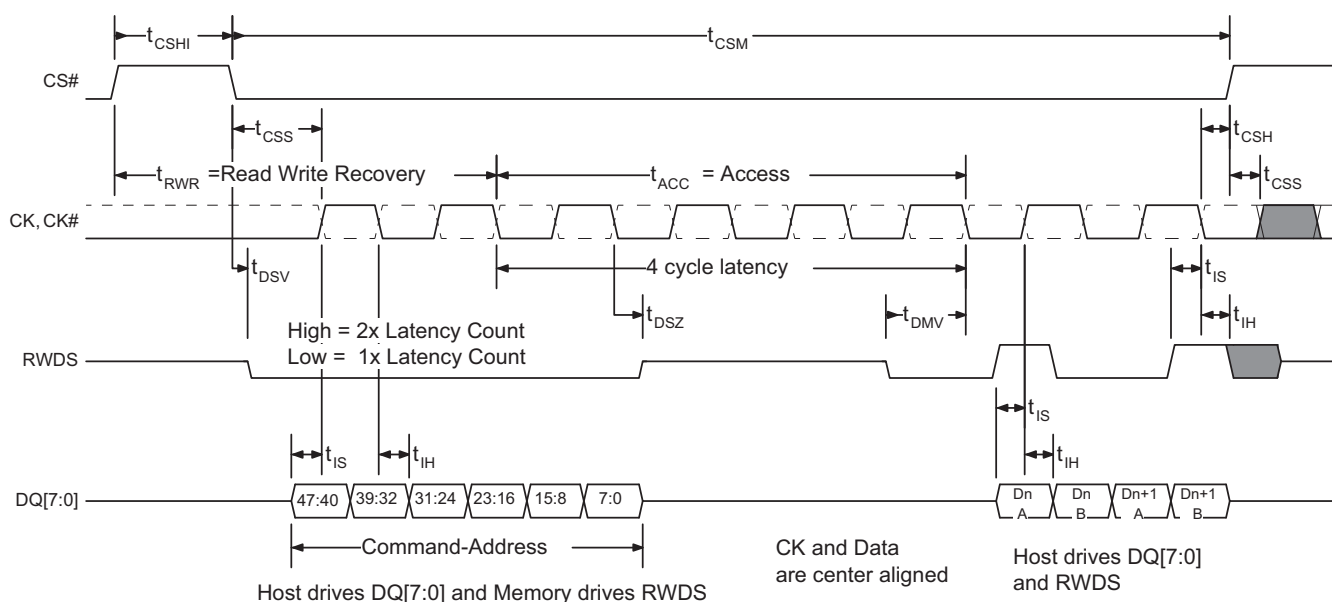 tCSHI
tCSM
CS#
tCSS
tCSH
tRWR =Read Write Recovery
tACC = Access
tCSS
CK, CK#
tDSV
4 cycle latency
tIS
tDSZ
tDMV
tIH
High = 2x Latency Count
Low = 1x Latency Count
RWDS
tIS
tIS
tIH
tIH
DQ[7:0]
47:40 39:32 31:24 23:16 15:8 7:0
Dn Dn Dn+1 Dn+1
A B A B
Command-Address
CK and Data
are center aligned
Host drives DQ[7:0]
and RWDS
Host drives DQ[7:0] and Memory drives RWDS